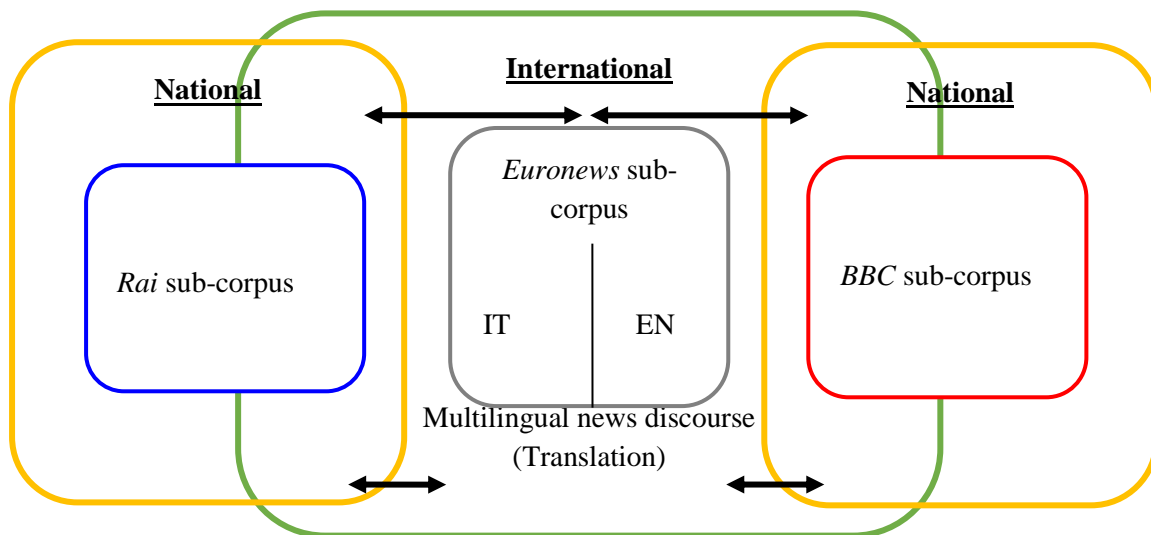 International
National
National
Euronews sub-
corpus
Rai sub-corpus
BBC sub-corpus
IT
EN
Multilingual news discourse
(Translation)